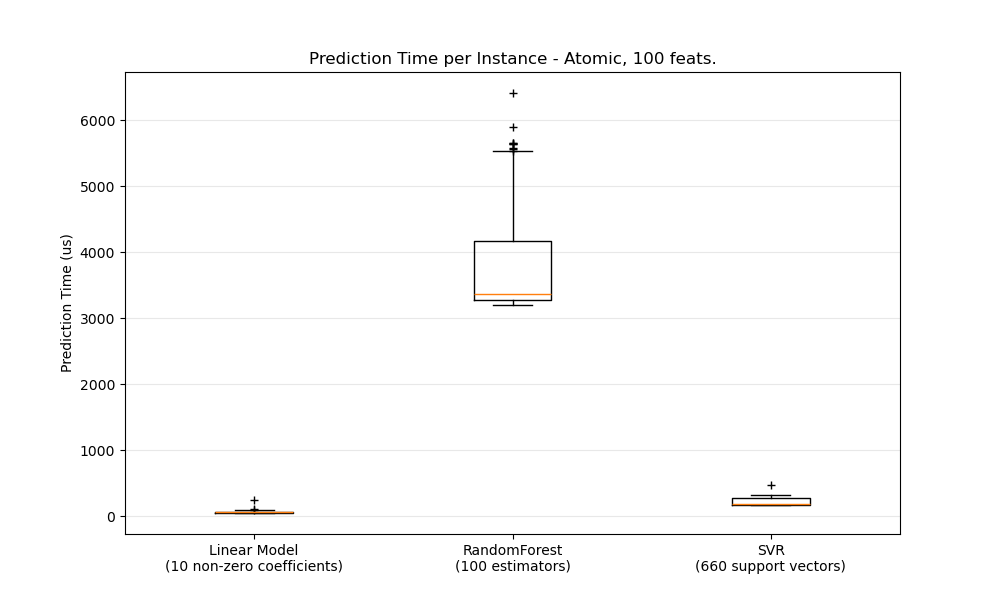 Prediction Time per Instance - Atomic, 100 feats.
Prediction Time (us)
6000
5000
4000
3000
2000
1000
0
Linear Model
(10 non-zero coefficients)
RandomForest
(100 estimators)
SVR
(660 support vectors)